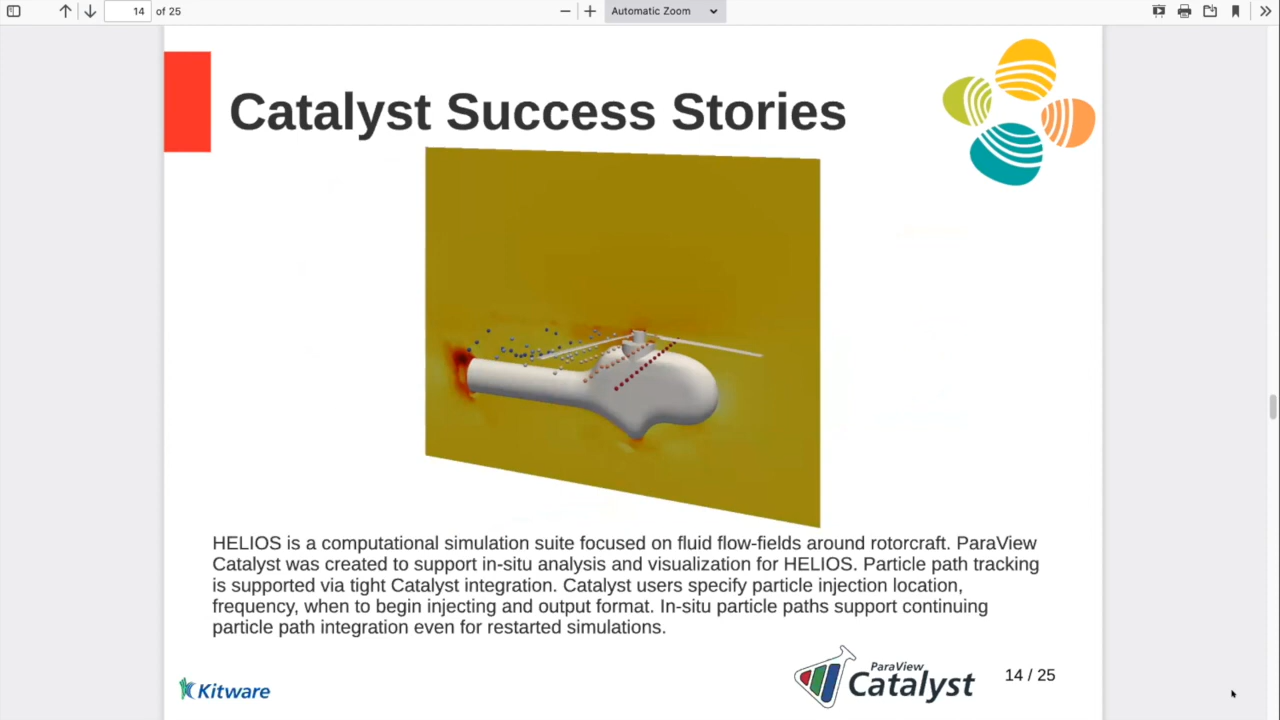 14 of 25
Automatic Zoom
Catalyst Success Stories
HELIOS is a computational simulation suite focused on fluid flow-fields around rotorcraft. ParaView
Catalyst was created to support in-situ analysis and visualization for HELIOS. Particle path tracking
is supported via tight Catalyst integration. Catalyst users specify particle injection location,
frequency, when to begin injecting and output format. In-situ particle paths support continuing
particle path integration even for restarted simulations.
Kitware
ParaView
Catalyst
14 / 25